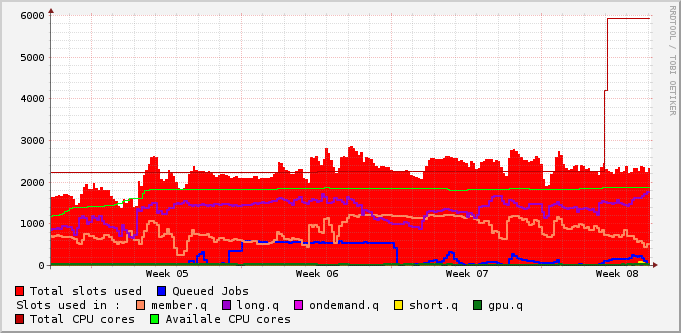 6000
5000
4000
3000
2000
1000
0
Week 05 Week 06 Week 07 Week 08
RRDTOOL / TOBI OETIKER
Total slots used Queued Jobs
Slots used in : member.q long.q ondemand.q short.q gpu.q
Total CPU cores Availale CPU cores